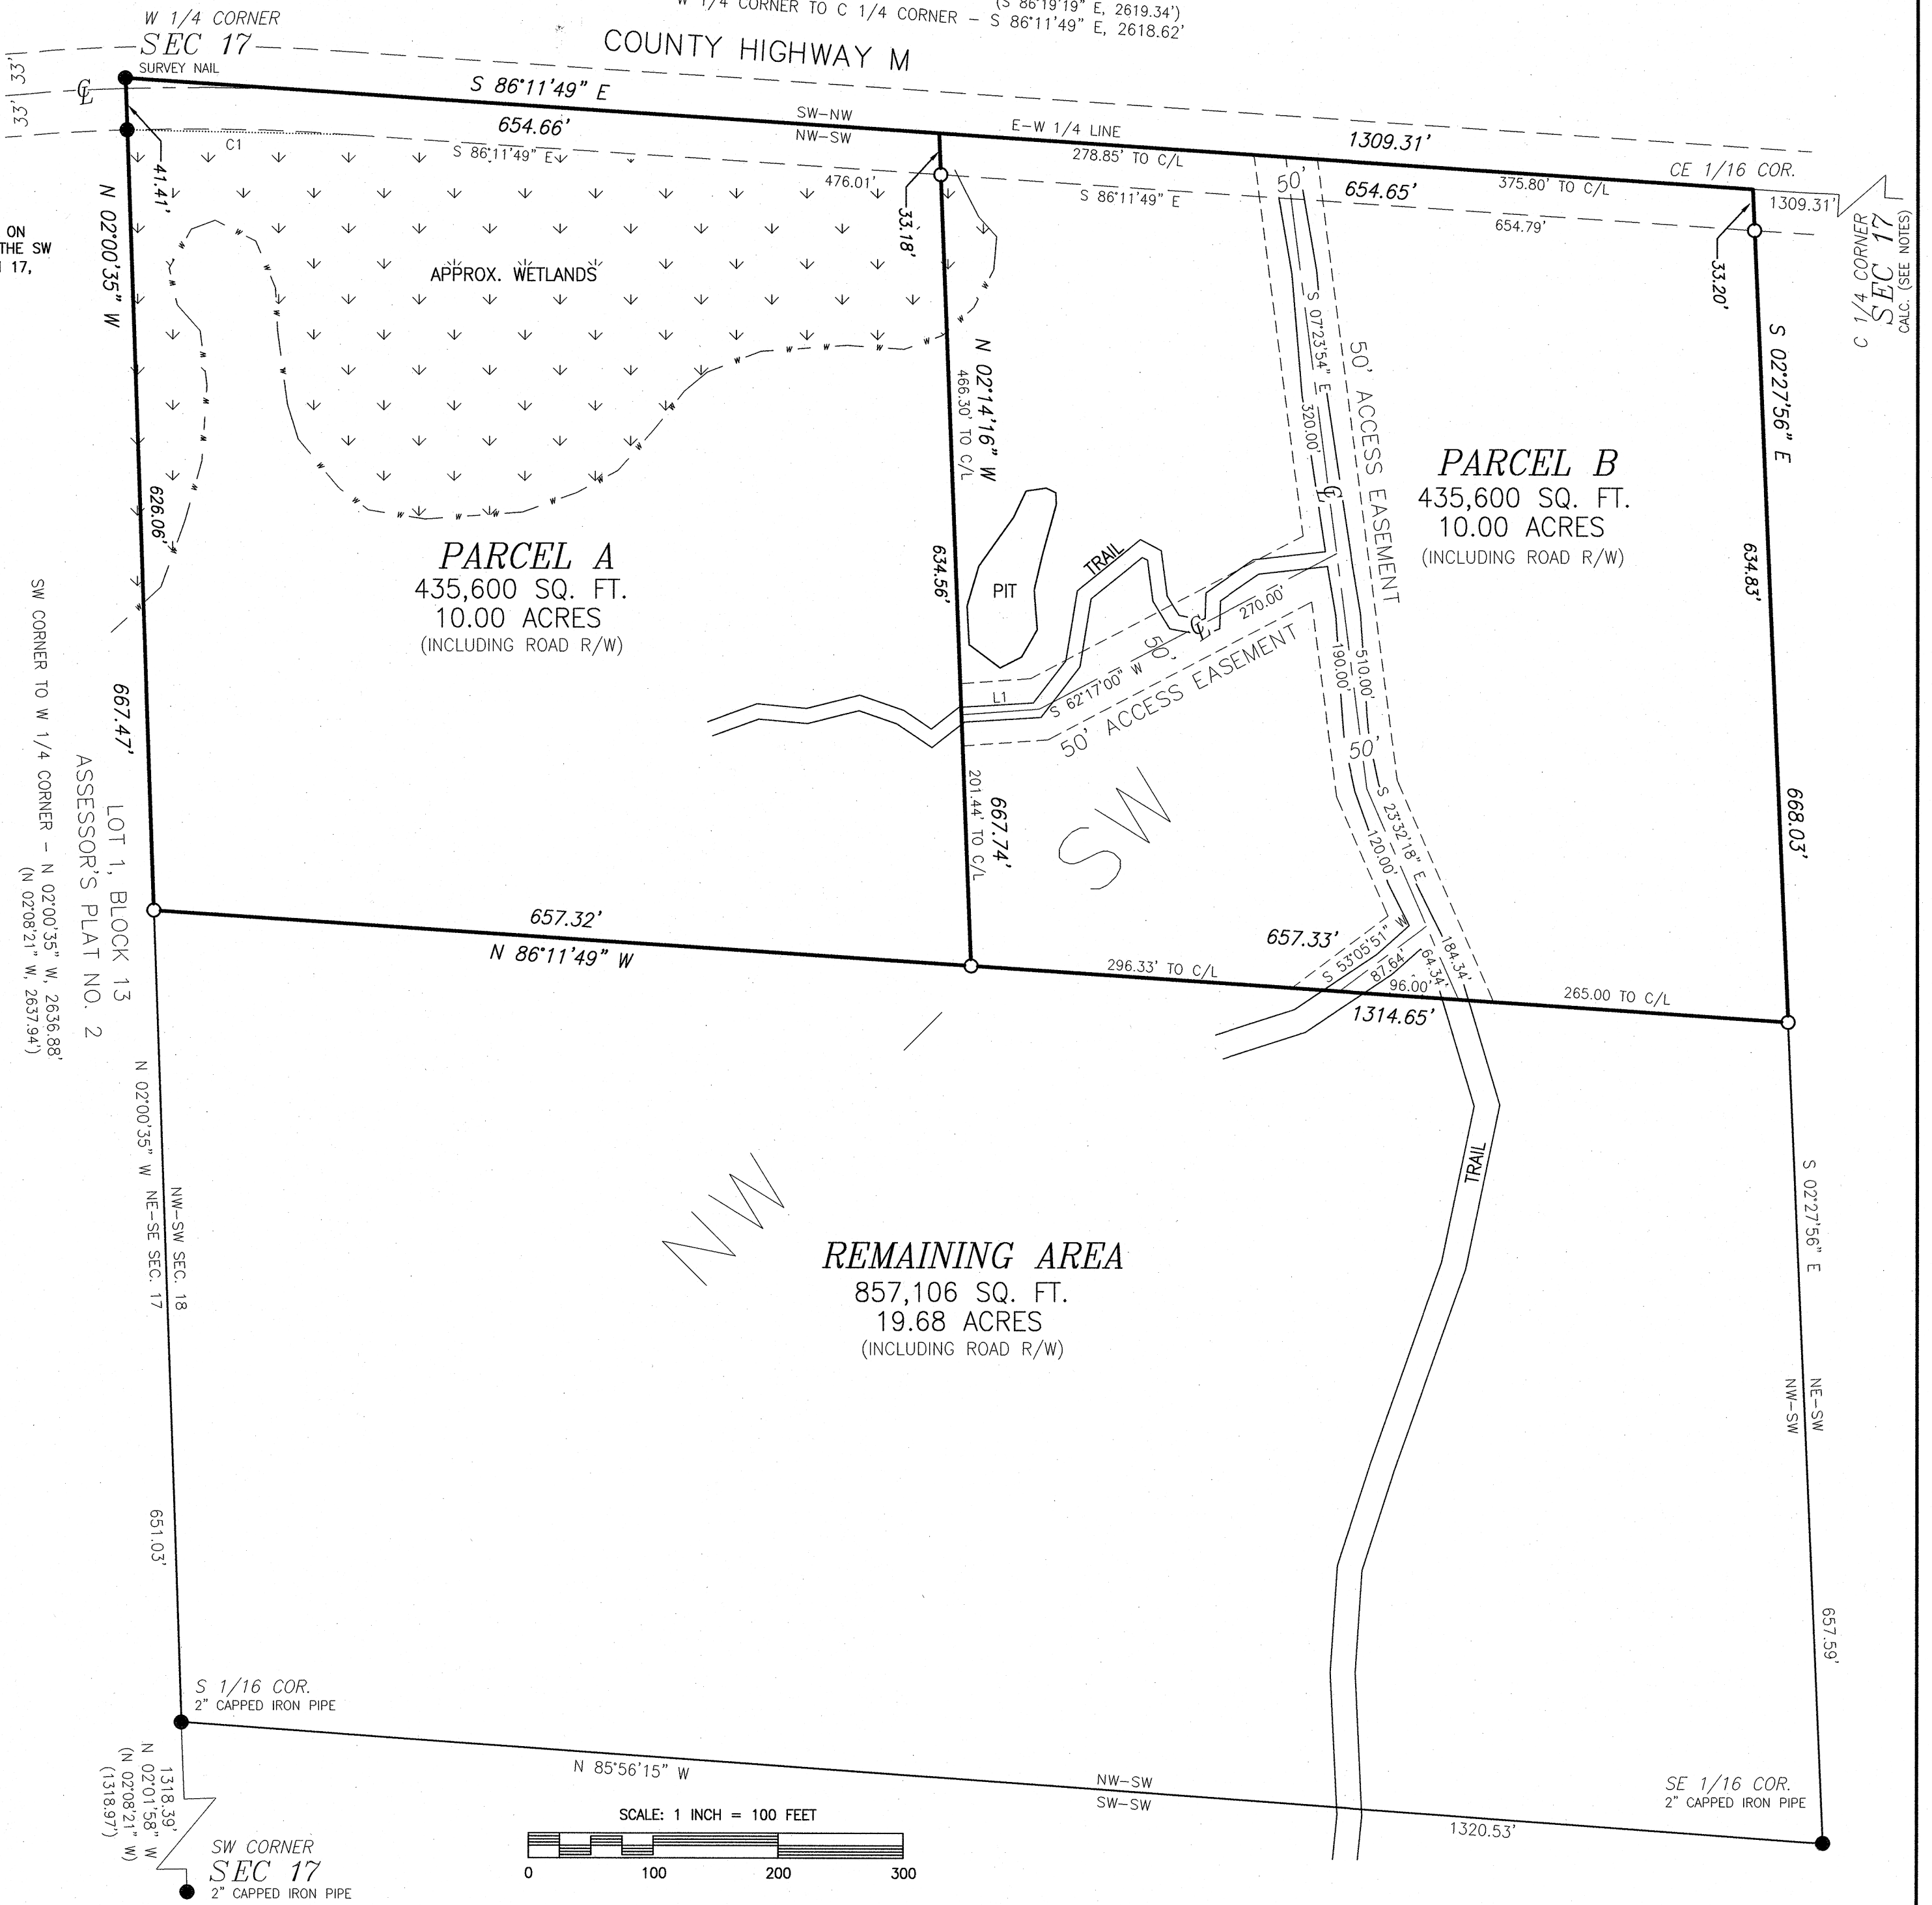 (S 86°19'19" E, 2619.34')
W 1/4 CORNER TO C 1/4 CORNER – S 86°11'49" E, 2618.62'
W 1/4 CORNER
SEC 17
SURVEY NAIL
COUNTY HIGHWAY M
33'
33'
℄
S 86°11'49" E
654.66'
SW–NW
NW–SW
E–W 1/4 LINE
1309.31'
CE 1/16 COR.
C1
S 86°11'49" E
476.01'
278.85' TO C/L
S 86°11'49" E
50'
654.65'
375.80' TO C/L
654.79'
1309.31'
C 1/4 CORNER
SEC 17
CALC. (SEE NOTES)
41.41'
33.18'
33.20'
ON
THE SW
17,
N 02°00'35" W
APPROX. WETLANDS
N 02°14'16" W
466.30' TO C/L
S 07°23'54" E
320.00'
50' ACCESS EASEMENT
℄
S 02°27'56" E
PARCEL B
435,600 SQ. FT.
10.00 ACRES
(INCLUDING ROAD R/W)
626.06'
PARCEL A
435,600 SQ. FT.
10.00 ACRES
(INCLUDING ROAD R/W)
634.56'
PIT
TRAIL
℄
270.00'
50'
S 62°17'00" W
50' ACCESS EASEMENT
L1
190.00'
510.00'
50'
634.83'
667.47'
SW CORNER TO W 1/4 CORNER – N 02°00'35" W, 2636.88'
(N 02°08'21" W, 2637.94')
LOT 1, BLOCK 13
ASSESSOR'S PLAT NO. 2
201.44' TO C/L
667.74'
SW
S 23°32'18" E
120.00'
668.03'
657.32'
N 86°11'49" W
657.33'
296.33' TO C/L
S 53°05'51" W
87.64'
64.34'
184.34'
96.00'
265.00 TO C/L
1314.65'
N 02°00'35" W
NE–SE SEC. 17
NW–SW SEC. 18
NW
TRAIL
S 02°27'56" E
REMAINING AREA
857,106 SQ. FT.
19.68 ACRES
(INCLUDING ROAD R/W)
NE–SW
NW–SW
651.03'
657.59'
S 1/16 COR.
2" CAPPED IRON PIPE
N 85°56'15" W
NW–SW
SW–SW
1320.53'
SE 1/16 COR.
2" CAPPED IRON PIPE
1318.39'
N 02°01'58" W
(N 02°08'21" W)
(1318.97')
SW CORNER
SEC 17
2" CAPPED IRON PIPE
SCALE: 1 INCH = 100 FEET
0 100 200 300